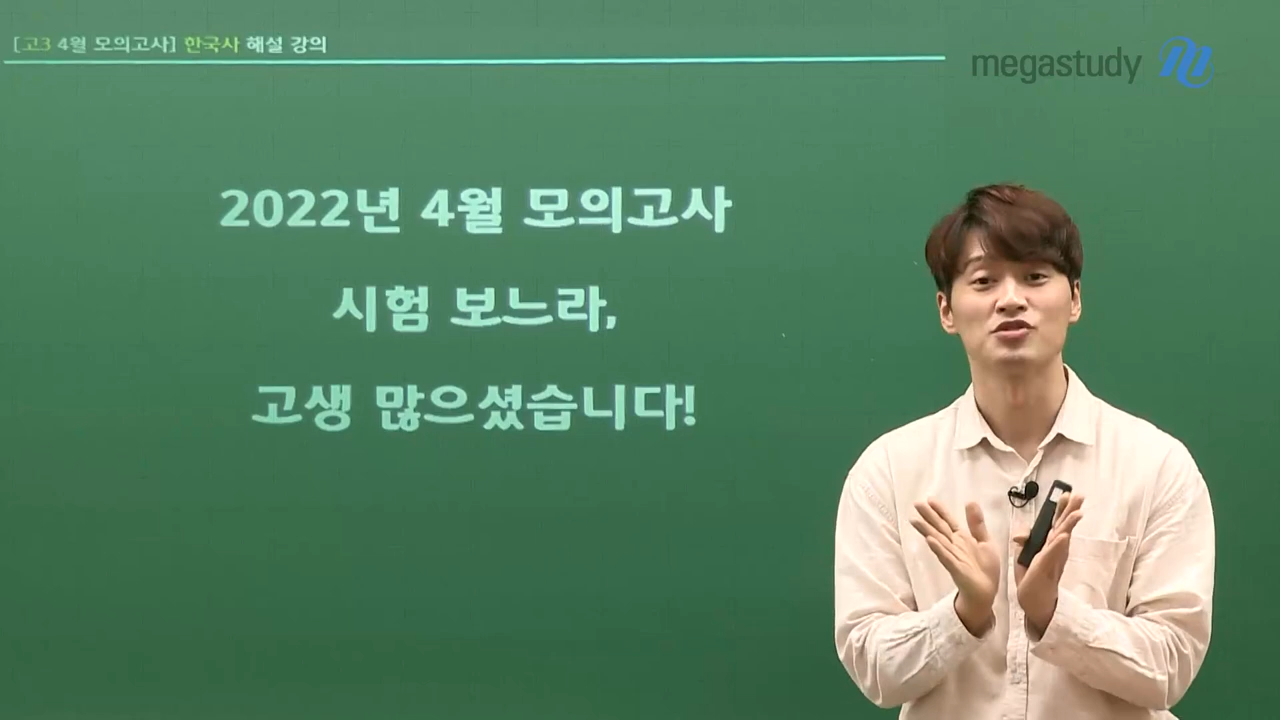 [고3 4월 모의고사] 한국사 해설 강의
megastudy
2022년 4월 모의고사
시험 보느라,
고생 많으셨습니다!